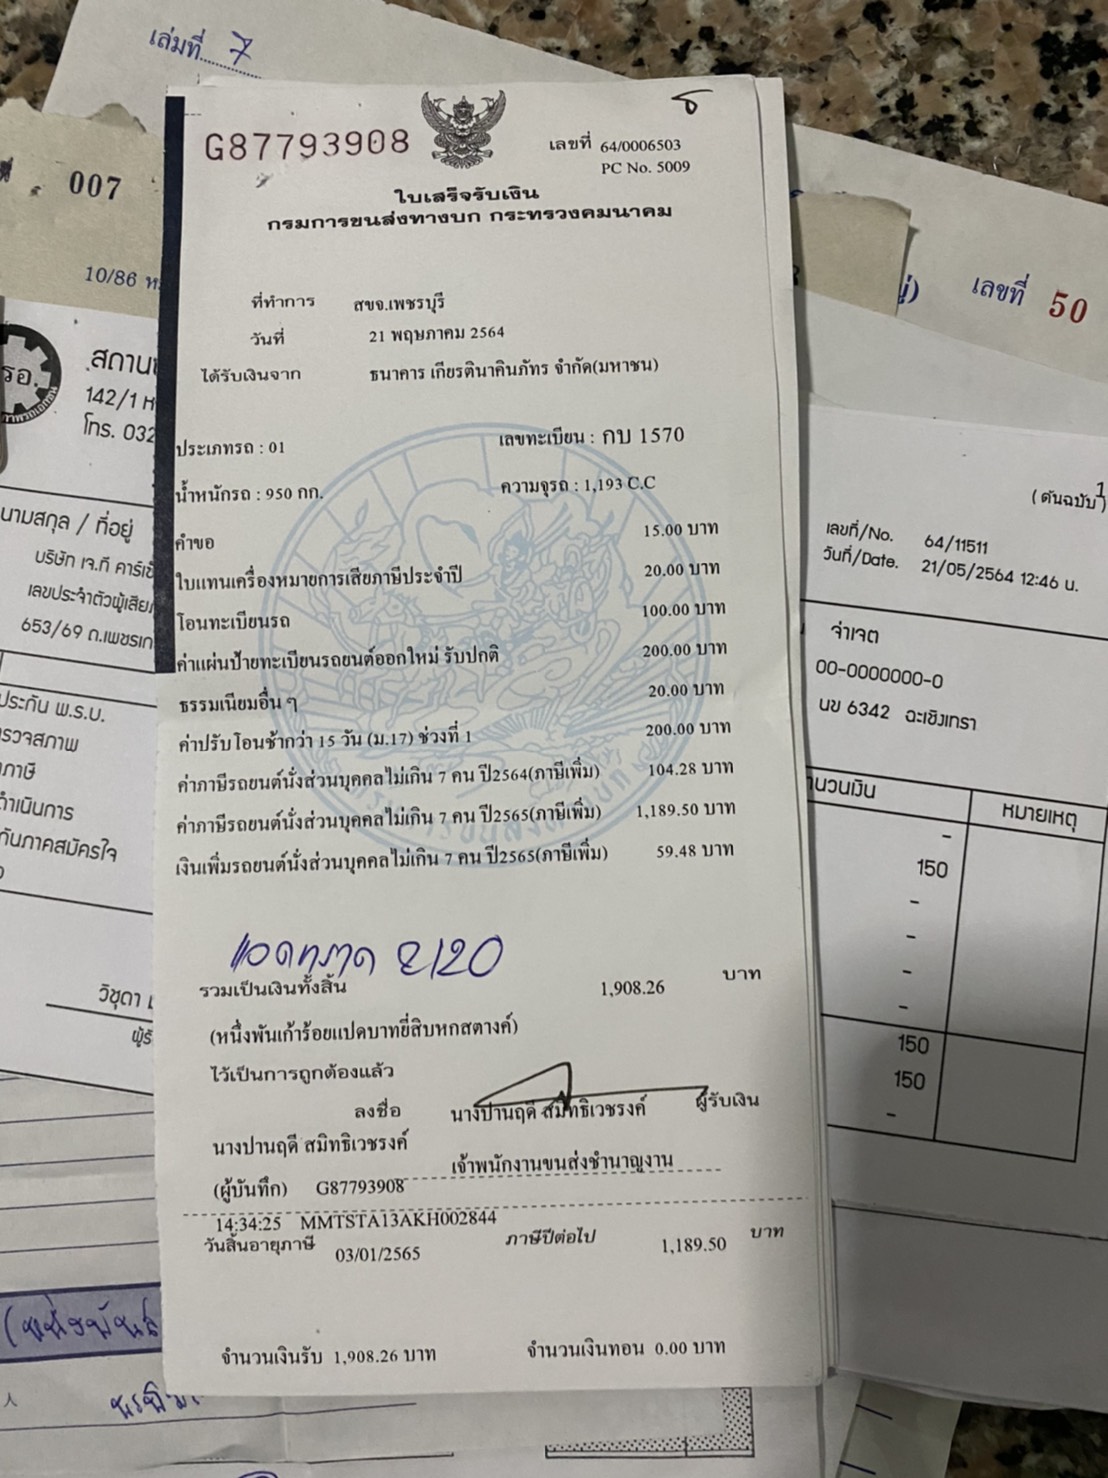 เล่มที่ 7
G87793908
เลขที่ 64/0006503
PC No. 5009
ใบเสร็จรับเงิน
กรมการขนส่งทางบก กระทรวงคมนาคม
ที่ทำการ สขจ.เพชรบุรี
วันที่ 21 พฤษภาคม 2564
ได้รับเงินจาก ธนาคาร เกียรตินาคินภัทร จำกัด(มหาชน)
ประเภทรถ : 01 เลขทะเบียน : กบ 1570
น้ำหนักรถ : 950 กก. ความจุรถ : 1,193 C.C
คำขอ 15.00 บาท
ใบแทนเครื่องหมายการเสียภาษีประจำปี 20.00 บาท
โอนทะเบียนรถ 100.00 บาท
ค่าแผ่นป้ายทะเบียนรถยนต์ออกใหม่ รับปกติ 200.00 บาท
ธรรมเนียมอื่น ๆ 20.00 บาท
ค่าปรับโอนช้ากว่า 15 วัน (ม.17) ช่วงที่ 1 200.00 บาท
ค่าภาษีรถยนต์นั่งส่วนบุคคลไม่เกิน 7 คน ปี2564(ภาษีเพิ่ม) 104.28 บาท
ค่าภาษีรถยนต์นั่งส่วนบุคคลไม่เกิน 7 คน ปี2565(ภาษีเพิ่ม) 1,189.50 บาท
เงินเพิ่มรถยนต์นั่งส่วนบุคคลไม่เกิน 7 คน ปี2565(ภาษีเพิ่ม) 59.48 บาท
รวมเป็นเงินทั้งสิ้น 1,908.26 บาท
(หนึ่งพันเก้าร้อยแปดบาทยี่สิบหกสตางค์)
ไว้เป็นการถูกต้องแล้ว
ลงชื่อ นางปานฤดี สมิทธิเวชรงค์ ผู้รับเงิน
นางปานฤดี สมิทธิเวชรงค์
เจ้าพนักงานขนส่งชำนาญงาน
(ผู้บันทึก) G87793908
14:34:25 MMTSTA13AKH002844
วันสิ้นอายุภาษี 03/01/2565 ภาษีปีต่อไป 1,189.50 บาท
จำนวนเงินรับ 1,908.26 บาท จำนวนเงินทอน 0.00 บาท
007
10/86
142/1
โทร. 032
นามสกุล / ที่อยู่
653/69
ประกัน พ.ร.บ.
เลขที่ 50
(ต้นฉบับ)
เลขที่/No. 64/11511
วันที่/Date. 21/05/2564 12:46 น.
จ่าเจต
00-0000000-0
นข 6342 ฉะเชิงเทรา
หมายเหตุ
-
150
-
-
-
-
150
150
-